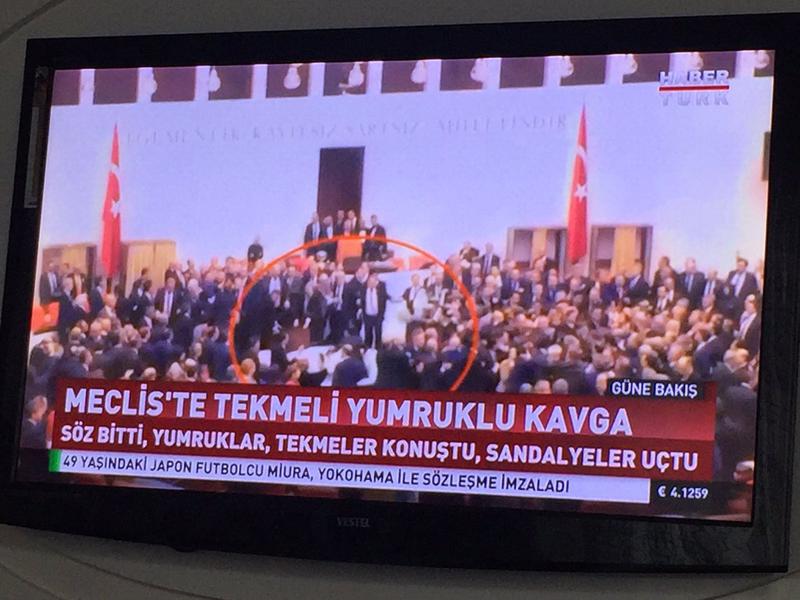 HABER
TÜRK
EGEMENLİK KAYITSIZ ŞARTSIZ MİLLETİNDİR
GÜNE BAKIŞ
MECLİS'TE TEKMELİ YUMRUKLU KAVGA
SÖZ BİTTİ, YUMRUKLAR, TEKMELER KONUŞTU, SANDALYELER UÇTU
49 YAŞINDAKİ JAPON FUTBOLCU MIURA, YOKOHAMA İLE SÖZLEŞME İMZALADI
€ 4.1259
VESTEL